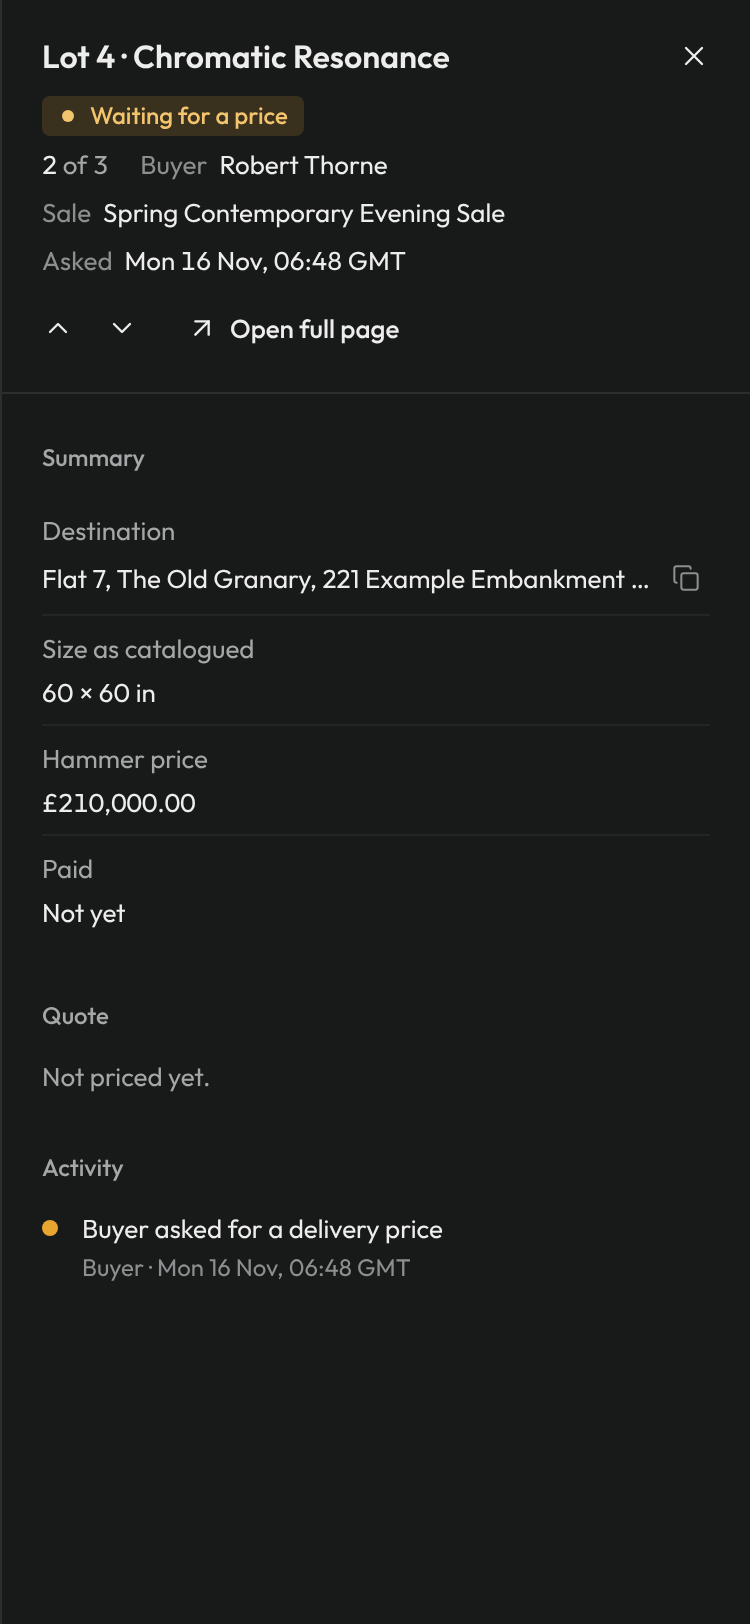 Lot 4 · Chromatic Resonance
Waiting for a price
2 of 3 Buyer Robert Thorne
Sale Spring Contemporary Evening Sale
Asked Mon 16 Nov, 06:48 GMT
Open full page
Summary
Destination
Flat 7, The Old Granary, 221 Example Embankment ...
Size as catalogued
60 × 60 in
Hammer price
£210,000.00
Paid
Not yet
Quote
Not priced yet.
Activity
Buyer asked for a delivery price
Buyer · Mon 16 Nov, 06:48 GMT